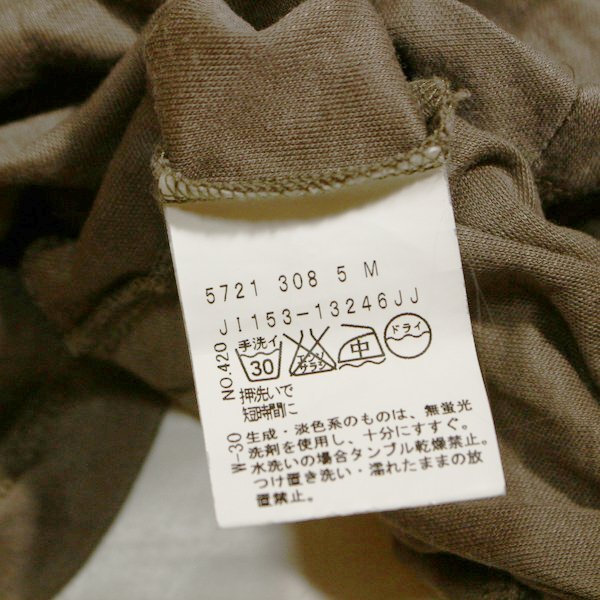 5721 308 5 M
JI153-13246JJ
NO.420
手洗イ
30
エンソ
サラシ
中
ドライ
押洗いで
短時間に
W-30
生成・淡色系のものは、無蛍光
洗剤を使用し、十分にすすぐ。
水洗いの場合タンブル乾燥禁止。
つけ置き洗い・濡れたままの放
置禁止。